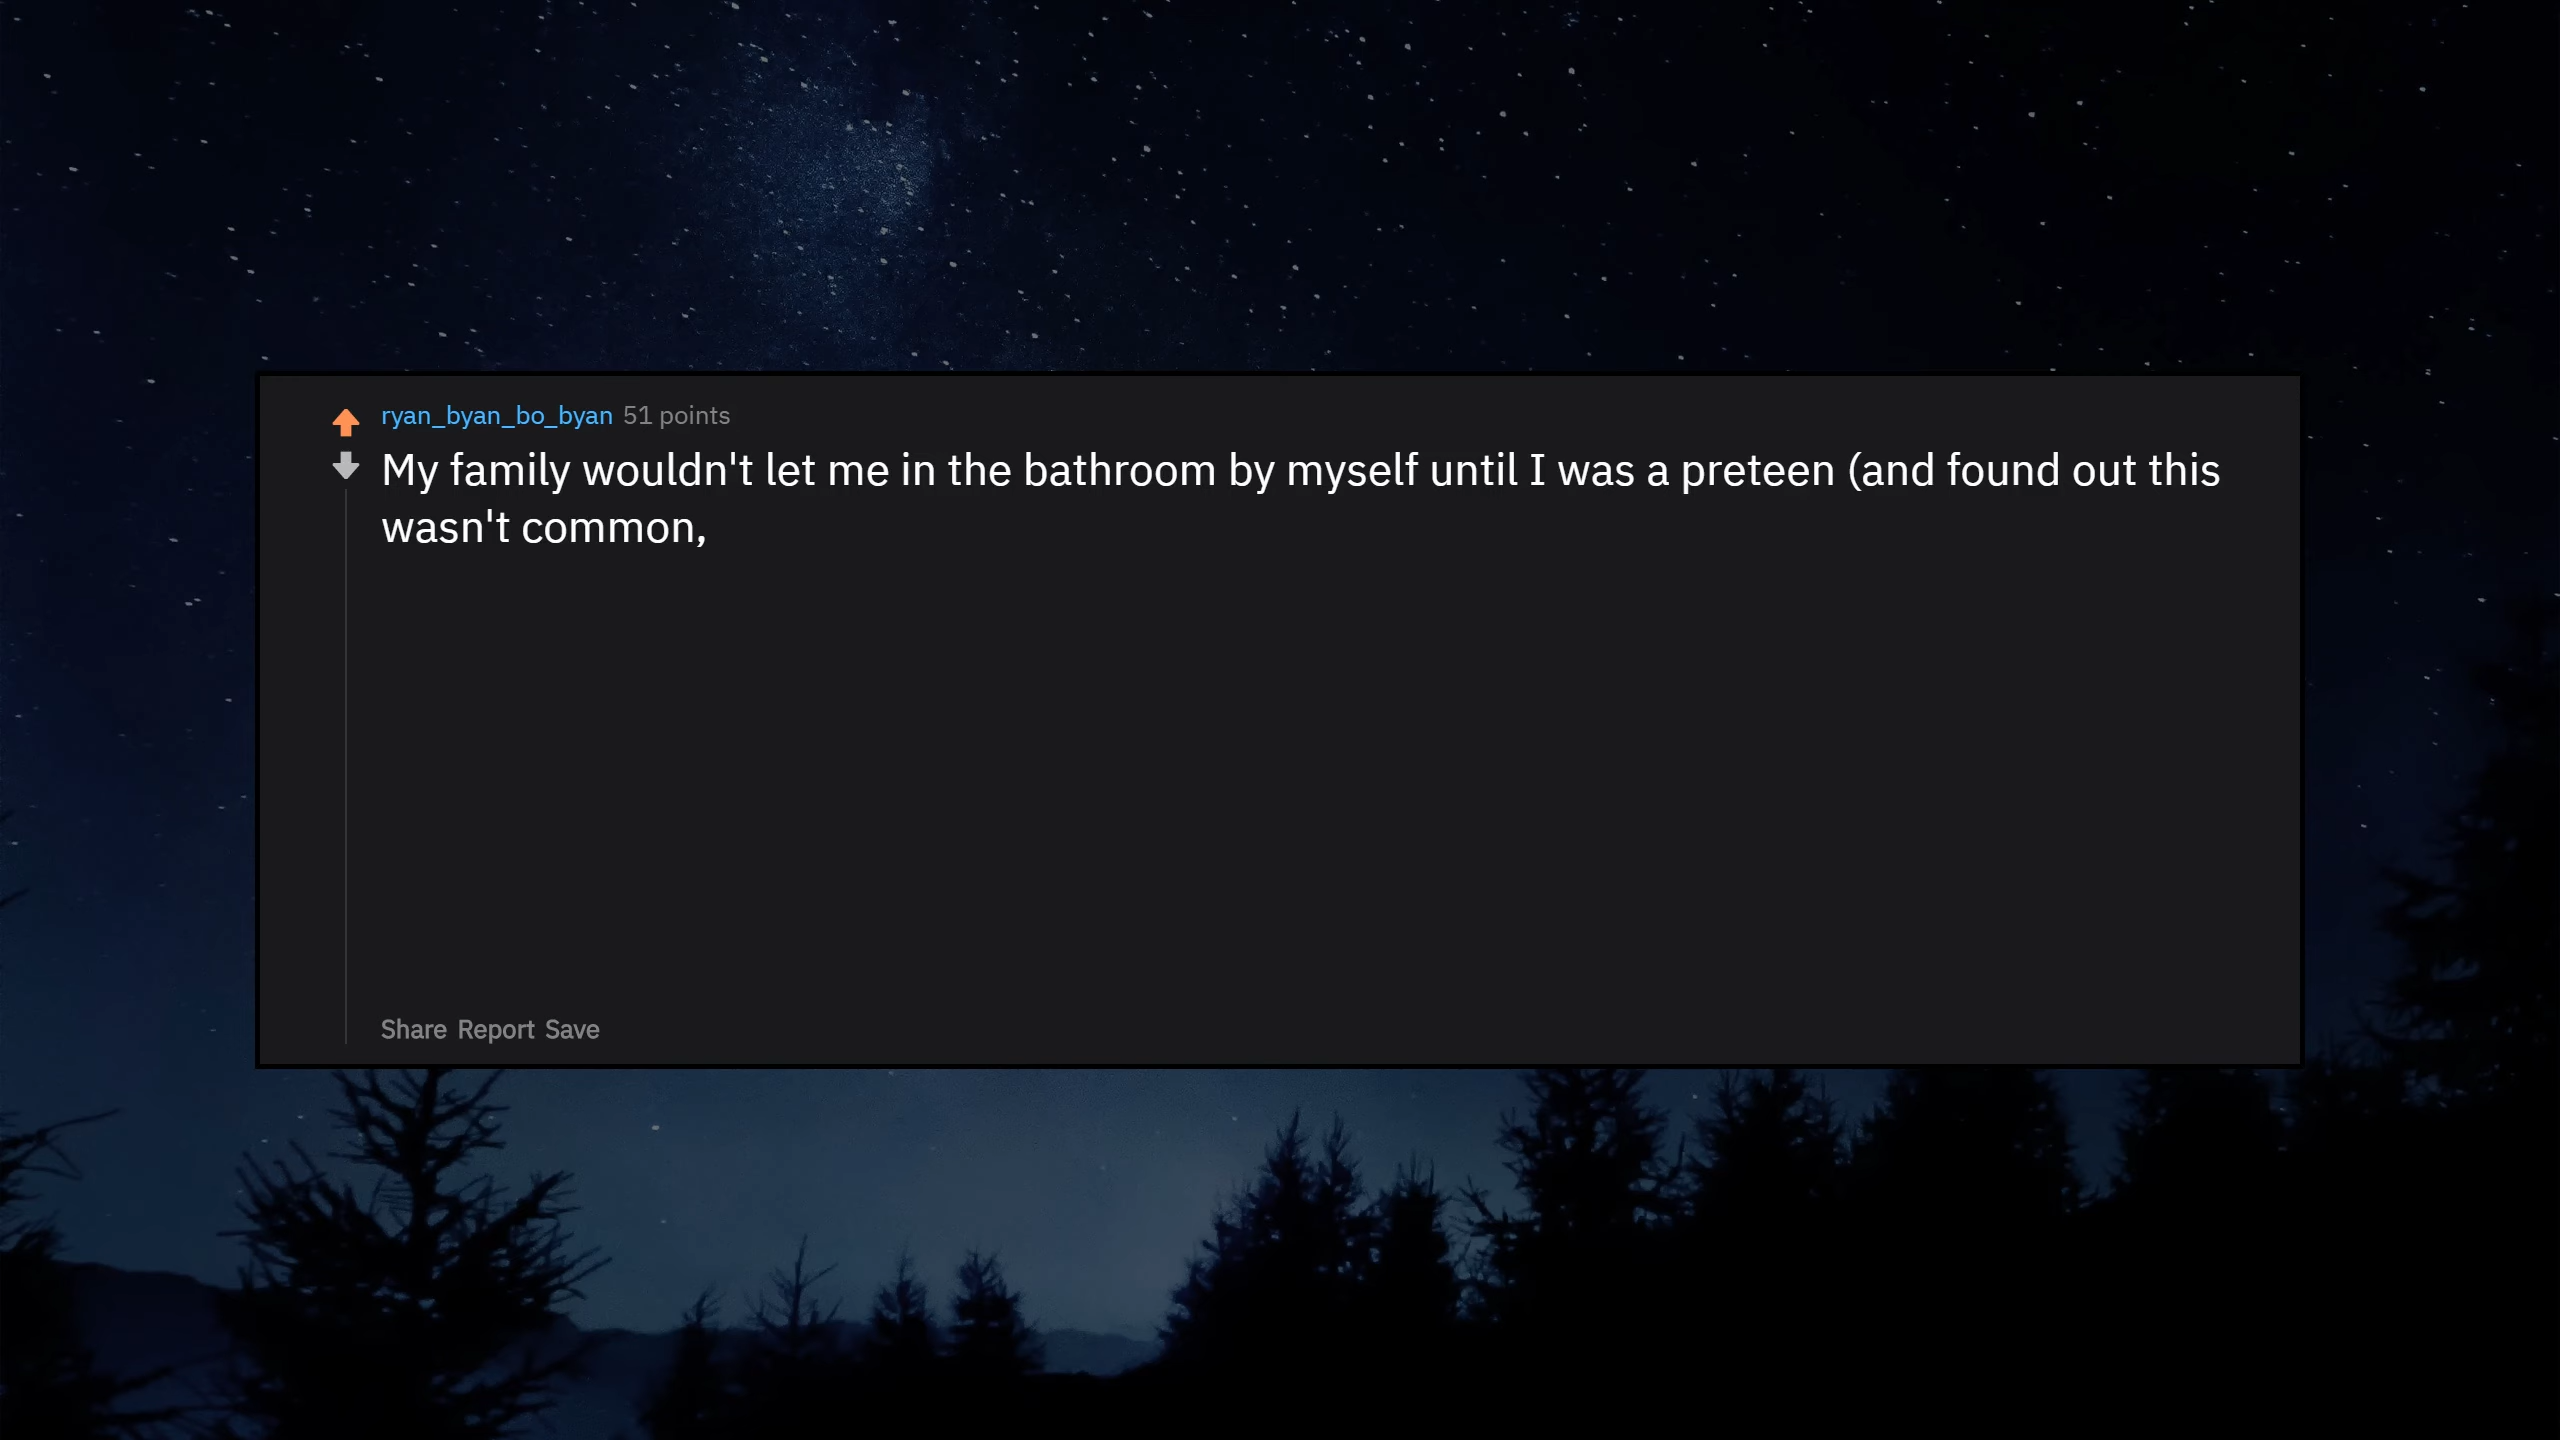 ryan_byan_bo_byan 51 points
My family wouldn't let me in the bathroom by myself until I was a preteen (and found out this
wasn't common,
Share Report Save